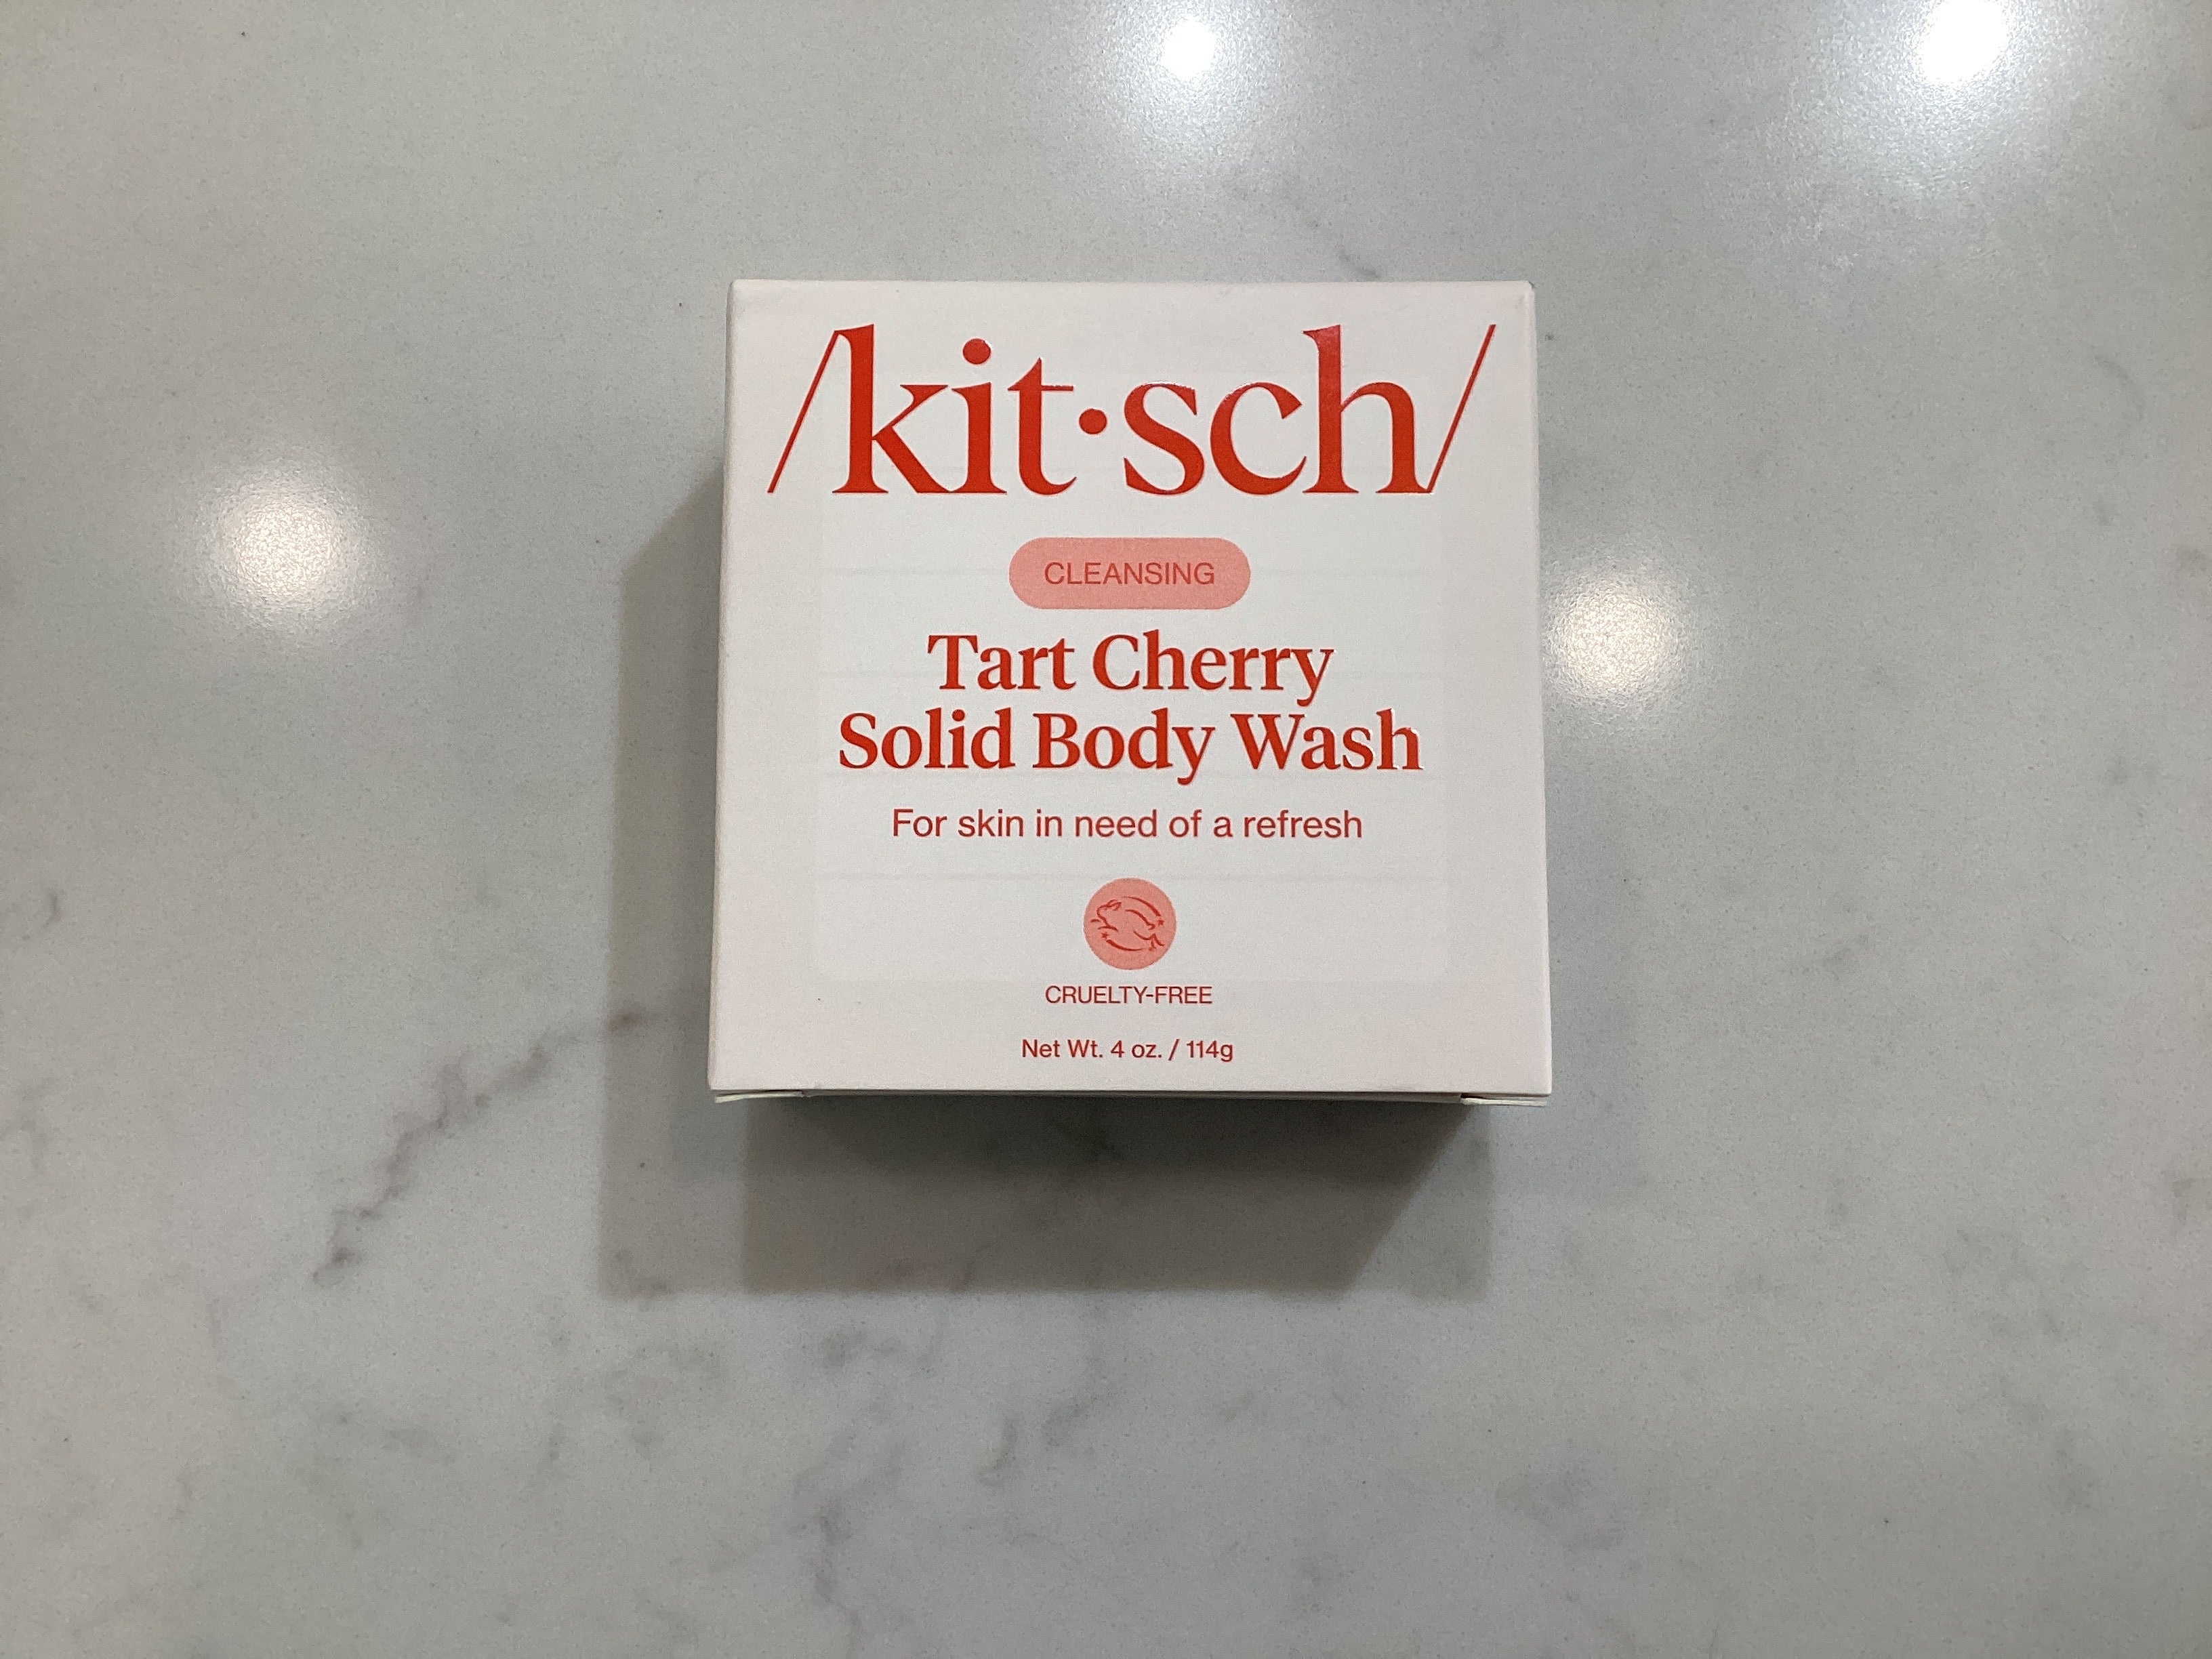 /kit·sch/
CLEANSING
Tart Cherry
Solid Body Wash
For skin in need of a refresh
CRUELTY-FREE
Net Wt. 4 oz. / 114g